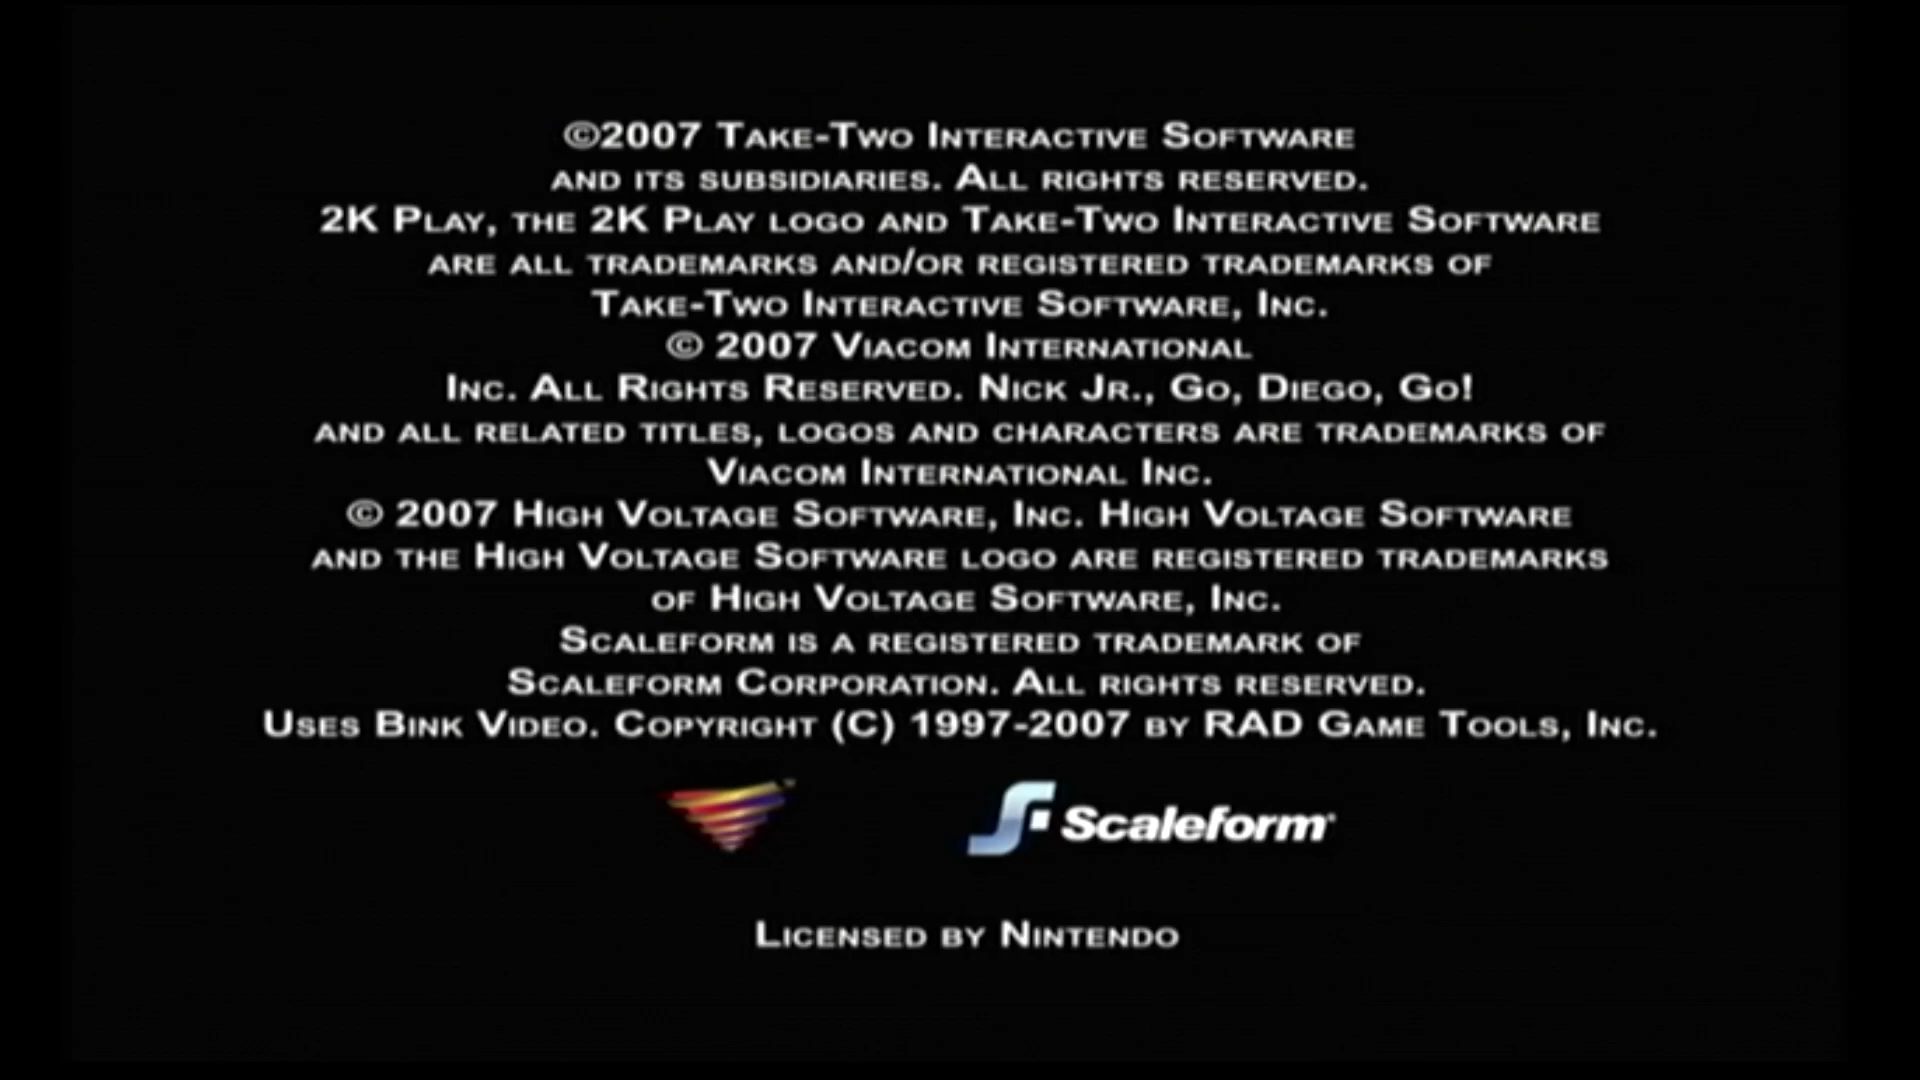 ©2007 Take-Two Interactive Software
and its subsidiaries. All rights reserved.
2K Play, the 2K Play logo and Take-Two Interactive Software
are all trademarks and/or registered trademarks of
Take-Two Interactive Software, Inc.
© 2007 Viacom International
Inc. All Rights Reserved. Nick Jr., Go, Diego, Go!
and all related titles, logos and characters are trademarks of
Viacom International Inc.
© 2007 High Voltage Software, Inc. High Voltage Software
and the High Voltage Software logo are registered trademarks
of High Voltage Software, Inc.
Scaleform is a registered trademark of
Scaleform Corporation. All rights reserved.
Uses Bink Video. Copyright (C) 1997-2007 by RAD Game Tools, Inc.
Scaleform
Licensed by Nintendo